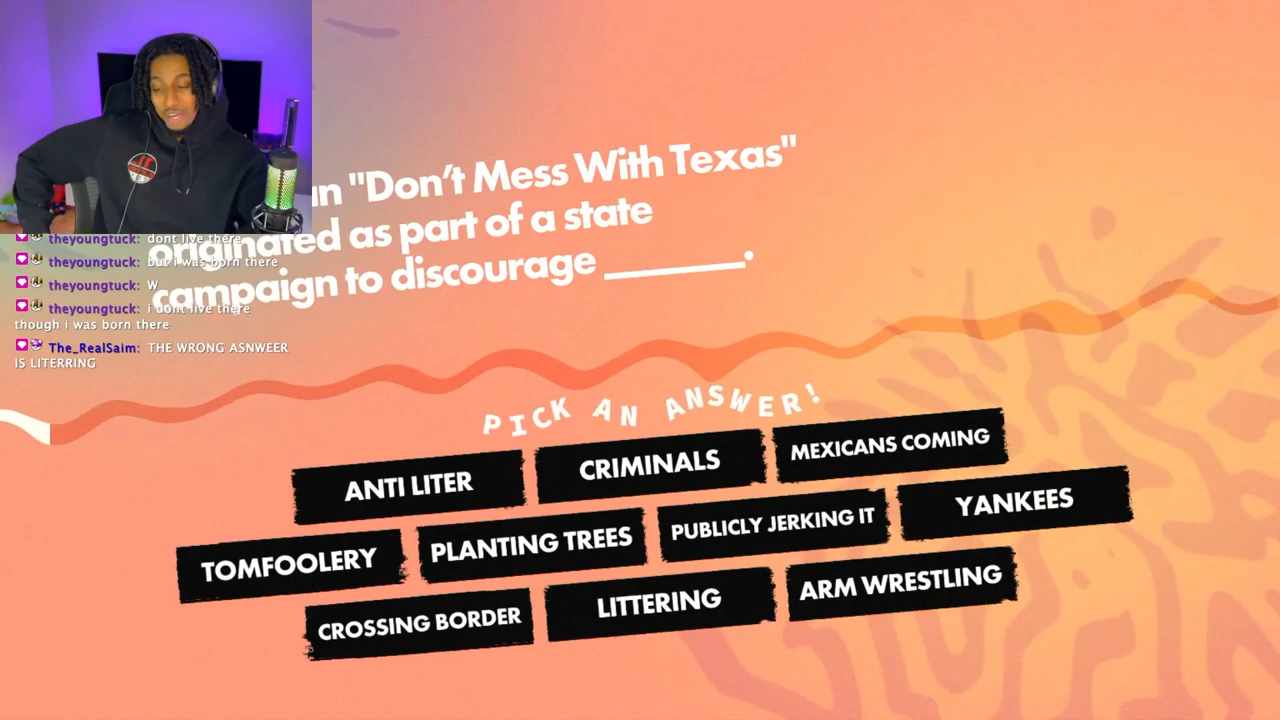 an "Don't Mess With Texas"
originated as part of a state
campaign to discourage ________.
theyoungtuck: dont live there
theyoungtuck: but i was born there
theyoungtuck: W
theyoungtuck: i dont live there
though i was born there
The_RealSaim: THE WRONG ASNWEER
IS LITERRING
PICK AN ANSWER!
ANTI LITER
CRIMINALS
MEXICANS COMING
TOMFOOLERY
PLANTING TREES
PUBLICLY JERKING IT
YANKEES
CROSSING BORDER
LITTERING
ARM WRESTLING